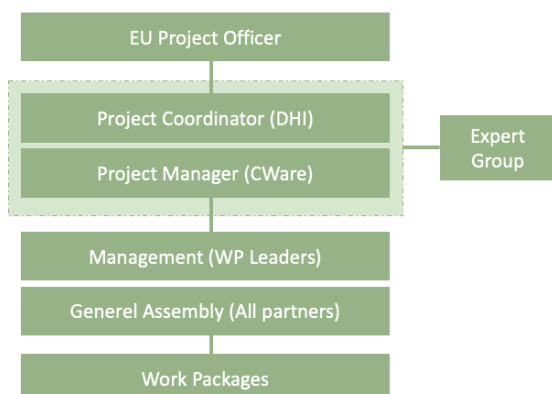 EU Project Officer
Project Coordinator (DHI)
Project Manager (CWare)
Expert
Group
Management (WP Leaders)
Generel Assembly (All partners)
Work Packages